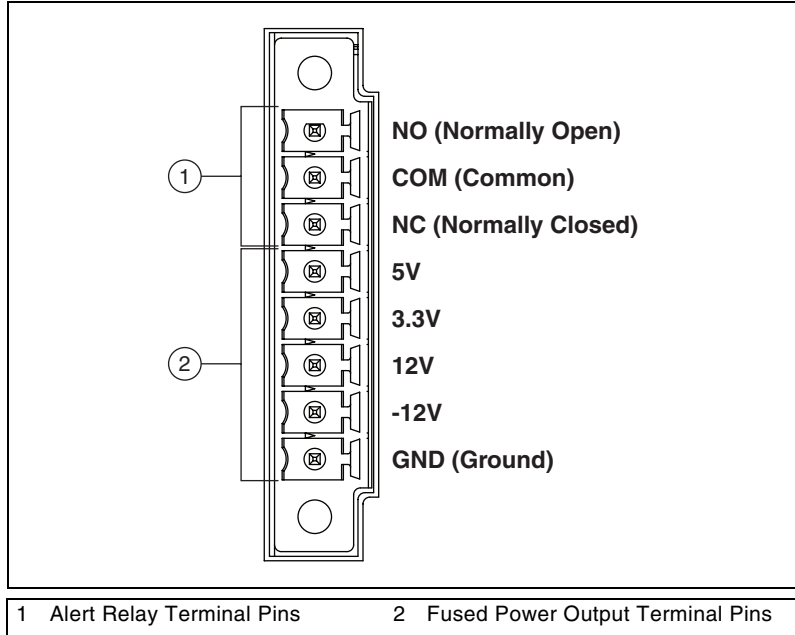 NO (Normally Open)
COM (Common)
1
NC (Normally Closed)
5V
3.3V
12V
2
-12V
GND (Ground)
1 Alert Relay Terminal Pins 2 Fused Power Output Terminal Pins